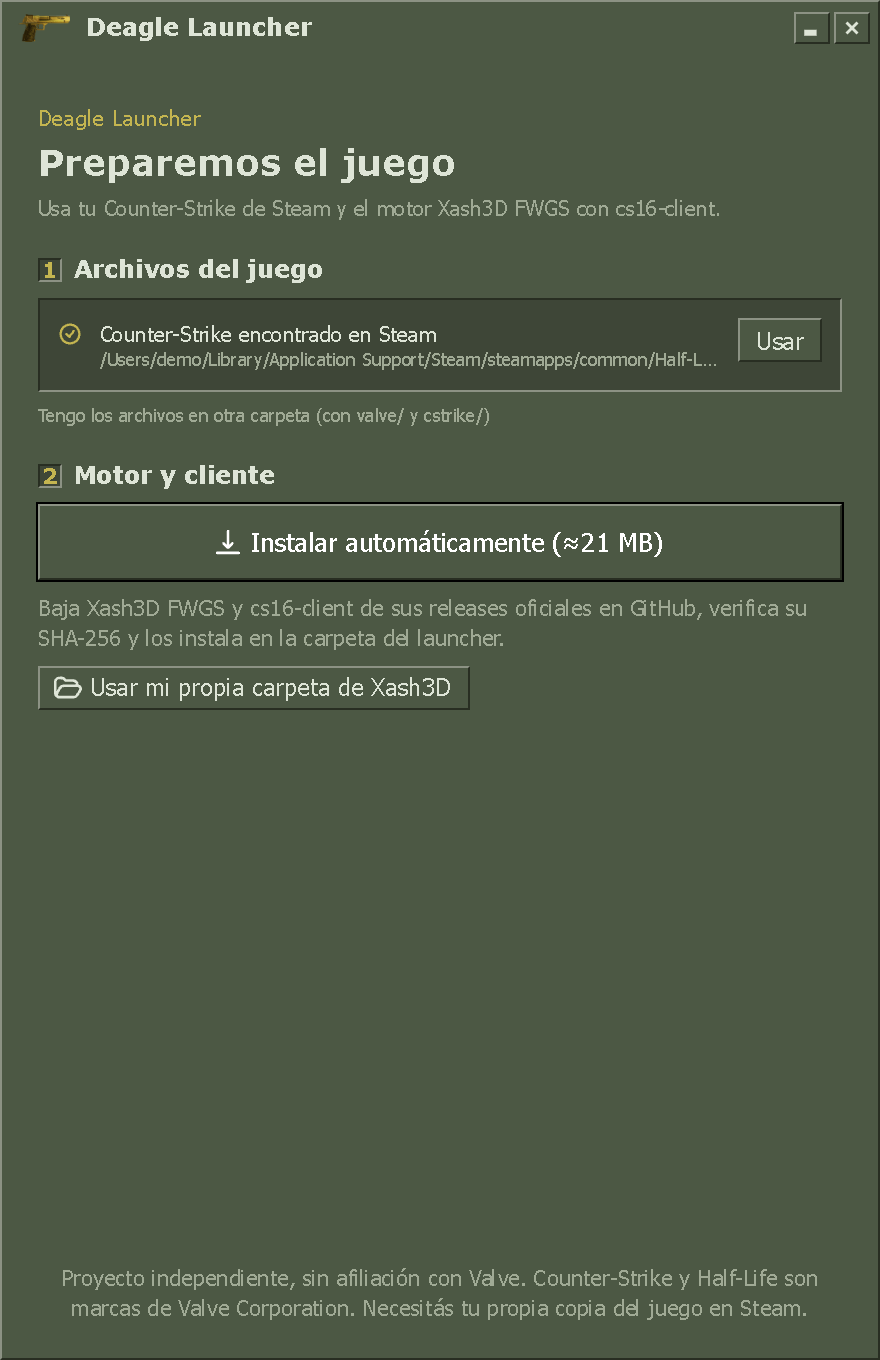 Deagle Launcher
Deagle Launcher
Preparemos el juego
Usa tu Counter-Strike de Steam y el motor Xash3D FWGS con cs16-client.
1 Archivos del juego
Counter-Strike encontrado en Steam
/Users/demo/Library/Application Support/Steam/steamapps/common/Half-L...
Usar
Tengo los archivos en otra carpeta (con valve/ y cstrike/)
2 Motor y cliente
Instalar automáticamente (≈21 MB)
Baja Xash3D FWGS y cs16-client de sus releases oficiales en GitHub, verifica su
SHA-256 y los instala en la carpeta del launcher.
Usar mi propia carpeta de Xash3D
Proyecto independiente, sin afiliación con Valve. Counter-Strike y Half-Life son
marcas de Valve Corporation. Necesitás tu propia copia del juego en Steam.